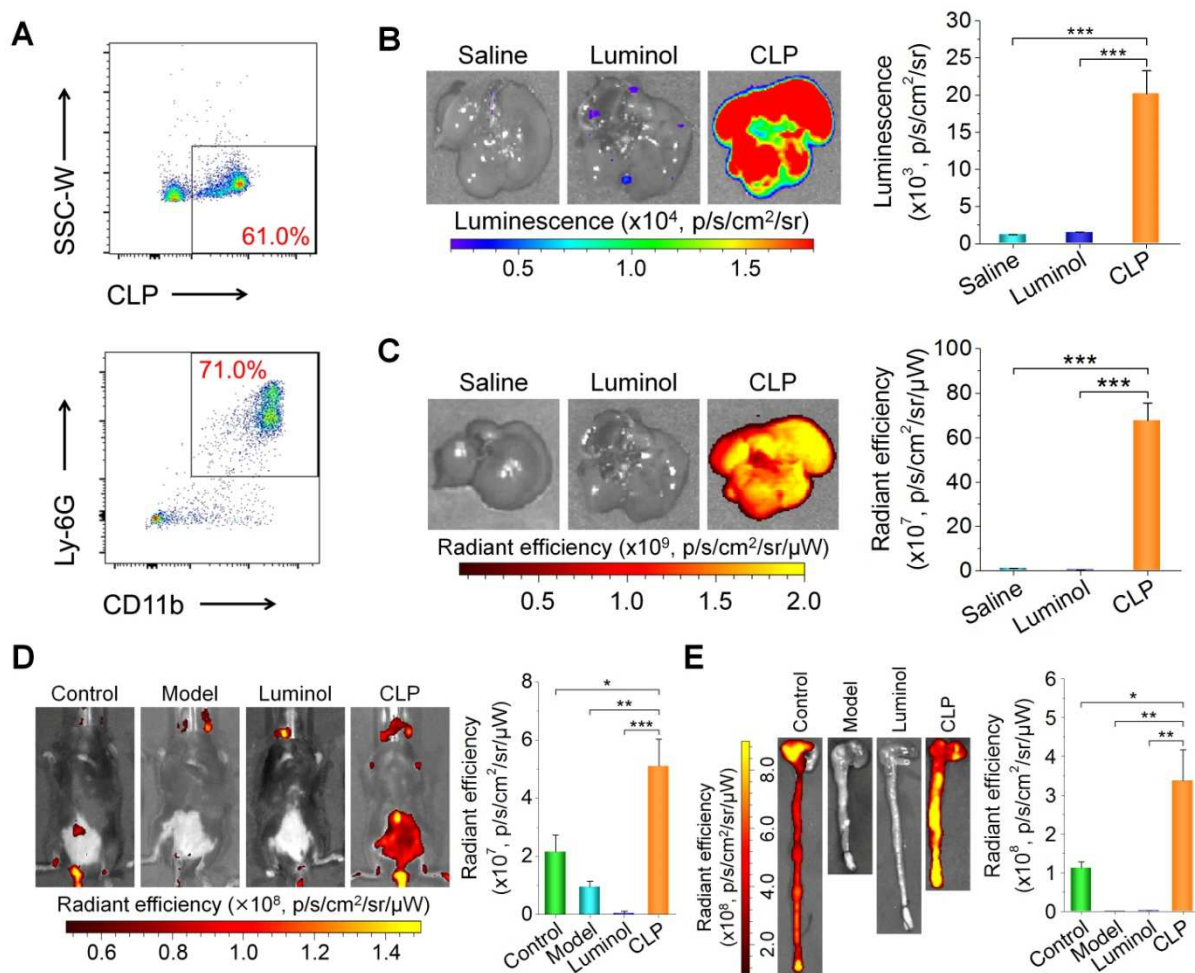 A
SSC-W
61.0%
CLP
71.0%
Ly-6G
CD11b
B
Saline Luminol CLP
Luminescence (x10⁴, p/s/cm²/sr)
0.5 1.0 1.5
Luminescence
(x10³, p/s/cm²/sr)
30
25
20
15
10
5
0
***
***
Saline
Luminol
CLP
C
Saline Luminol CLP
Radiant efficiency (x10⁹, p/s/cm²/sr/µW)
0.5 1.0 1.5 2.0
Radiant efficiency
(x10⁷, p/s/cm²/sr/µW)
100
80
60
40
20
0
***
***
Saline
Luminol
CLP
D
Control Model Luminol CLP
Radiant efficiency (×10⁸, p/s/cm²/sr/µW)
0.6 0.8 1.0 1.2 1.4
Radiant efficiency
(x10⁷, p/s/cm²/sr/µW)
8
6
4
2
0
*
**
***
Control
Model
Luminol
CLP
E
Control
Model
Luminol
CLP
Radiant efficiency
(x10⁸, p/s/cm²/sr/µW)
8.0
6.0
4.0
2.0
Radiant efficiency
(x10⁸, p/s/cm²/sr/µW)
6
5
4
3
2
1
0
*
**
**
Control
Model
Luminol
CLP